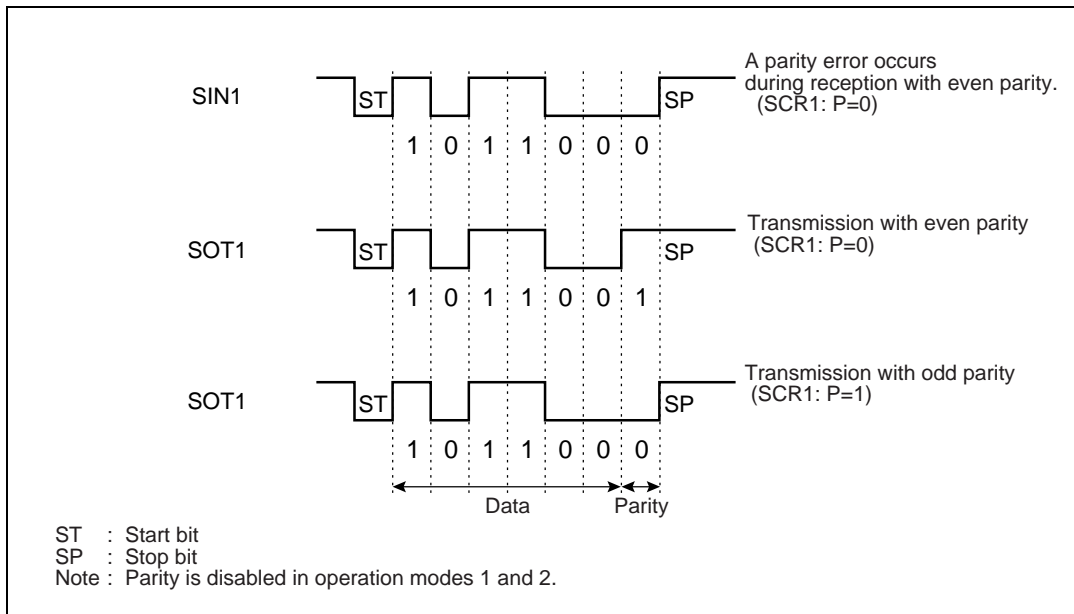 A parity error occurs
during reception with even parity.
(SCR1: P=0)
SIN1
ST
SP
1 0 1 1 0 0 0
Transmission with even parity
(SCR1: P=0)
SOT1
ST
SP
1 0 1 1 0 0 1
Transmission with odd parity
(SCR1: P=1)
SOT1
ST
SP
1 0 1 1 0 0 0
Data Parity
ST : Start bit
SP : Stop bit
Note : Parity is disabled in operation modes 1 and 2.